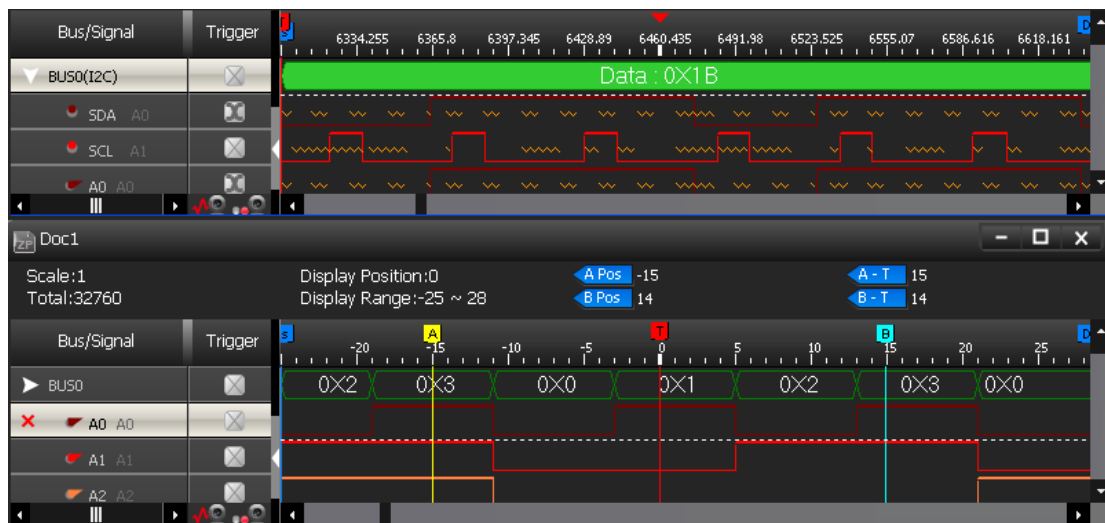 Bus/Signal Trigger 6334.255 6365.8 6397.345 6428.89 6460.435 6491.98 6523.525 6555.07 6586.616 6618.161 D
BUS0(I2C) Data : 0X1B
SDA A0
SCL A1
A0 A0
Doc1
Scale:1 Display Position:0 A Pos -15 A - T 15
Total:32760 Display Range:-25 ~ 28 B Pos 14 B - T 14
Bus/Signal Trigger s -20 A -15 -10 -5 T 0 5 10 B 15 20 25 D
BUS0 0X2 0X3 0X0 0X1 0X2 0X3 0X0
A0 A0
A1 A1
A2 A2